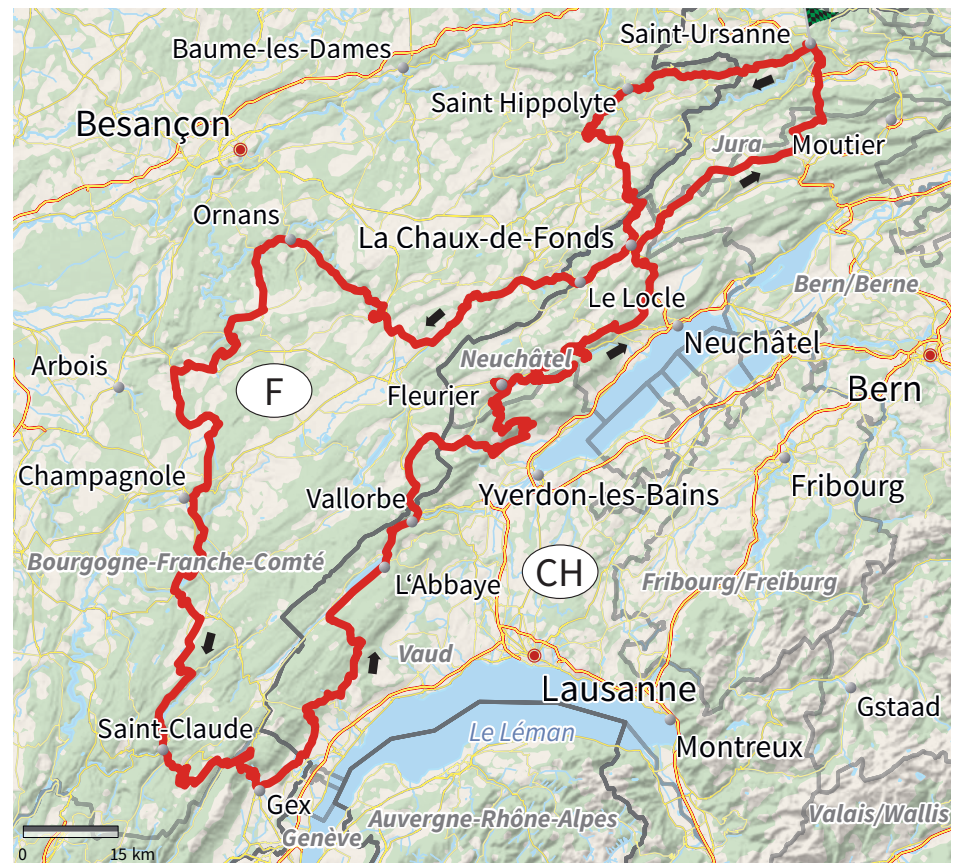 Saint-Ursanne
Baume-les-Dames
Saint Hippolyte
Besançon
Jura
Moutier
Ornans
La Chaux-de-Fonds
Bern/Berne
Le Locle
Neuchâtel
Neuchâtel
Arbois
F
Fleurier
Bern
Champagnole
Vallorbe
Yverdon-les-Bains
Fribourg
Bourgogne-Franche-Comté
L‘Abbaye
CH
Fribourg/Freiburg
Vaud
Lausanne
Gstaad
Saint-Claude
Le Léman
Montreux
Gex
Genève
Auvergne-Rhône-Alpes
Valais/Wallis
0 15 km